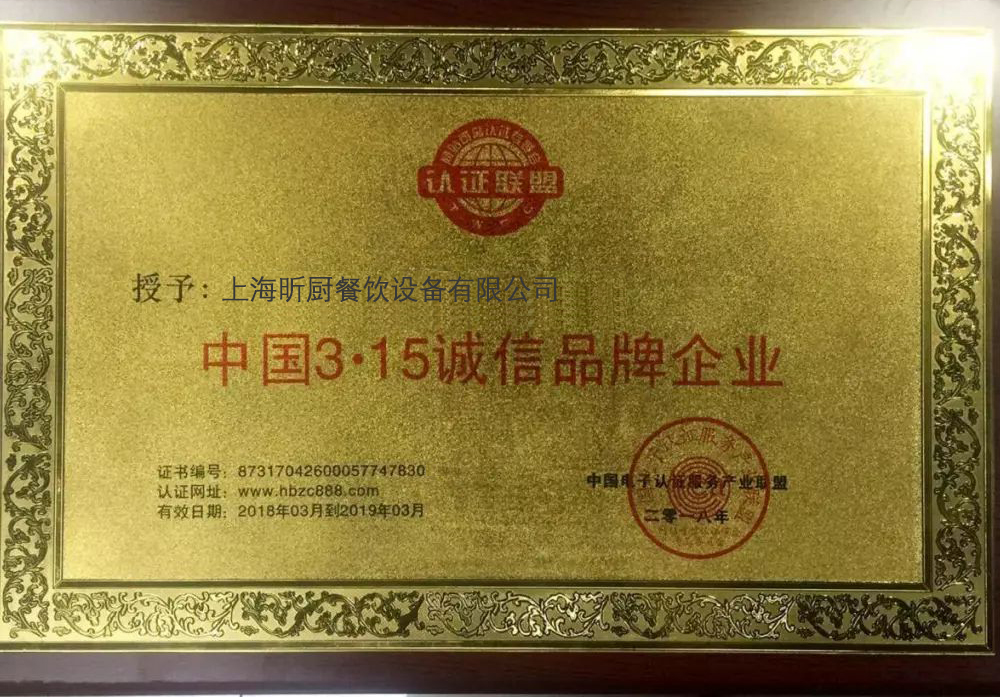 认证联盟
授予：上海昕厨餐饮设备有限公司
中国3·15诚信品牌企业
证书编号：87317042600057747830
认证网址：www.hbzc888.com
有效日期：2018年03月到2019年03月
中国电子认证服务产业联盟
二零一八年